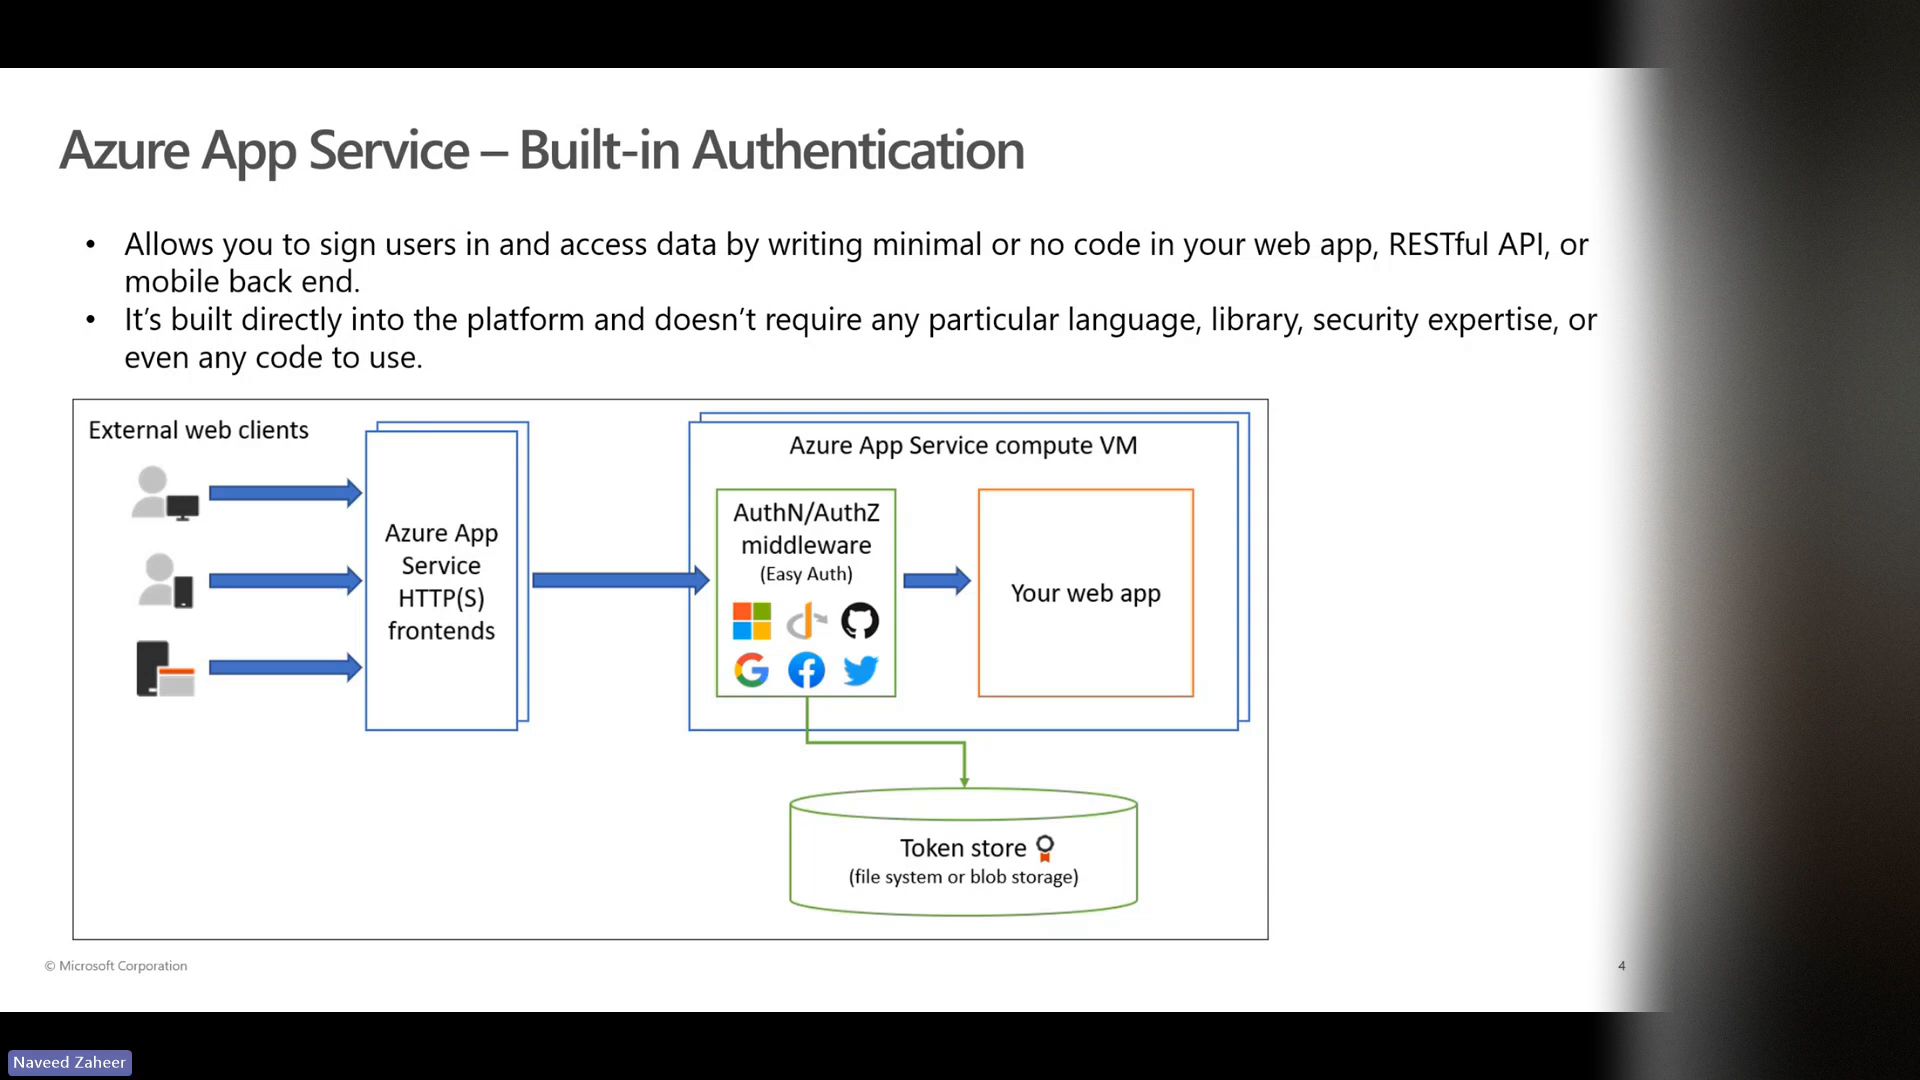 Azure App Service – Built-in Authentication
• Allows you to sign users in and access data by writing minimal or no code in your web app, RESTful API, or
mobile back end.
• It’s built directly into the platform and doesn’t require any particular language, library, security expertise, or
even any code to use.
External web clients
Azure App
Service
HTTP(S)
frontends
Azure App Service compute VM
AuthN/AuthZ
middleware
(Easy Auth)
Your web app
Token store
(file system or blob storage)
© Microsoft Corporation
4
Naveed Zaheer